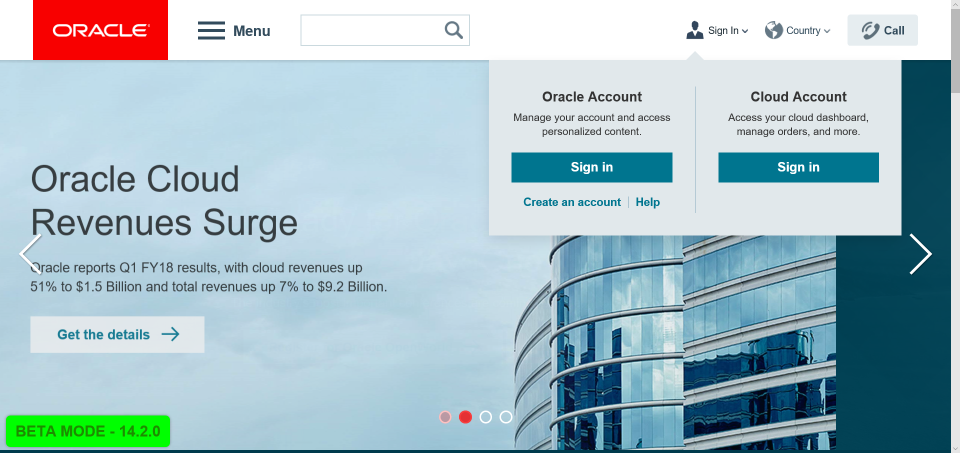 ORACLE
Menu
Sign In
Country
Call
Oracle Account
Manage your account and access
personalized content.
Sign in
Create an account | Help
Cloud Account
Access your cloud dashboard,
manage orders, and more.
Sign in
Oracle Cloud
Revenues Surge
Oracle reports Q1 FY18 results, with cloud revenues up
51% to $1.5 Billion and total revenues up 7% to $9.2 Billion.
Get the details
BETA MODE - 14.2.0